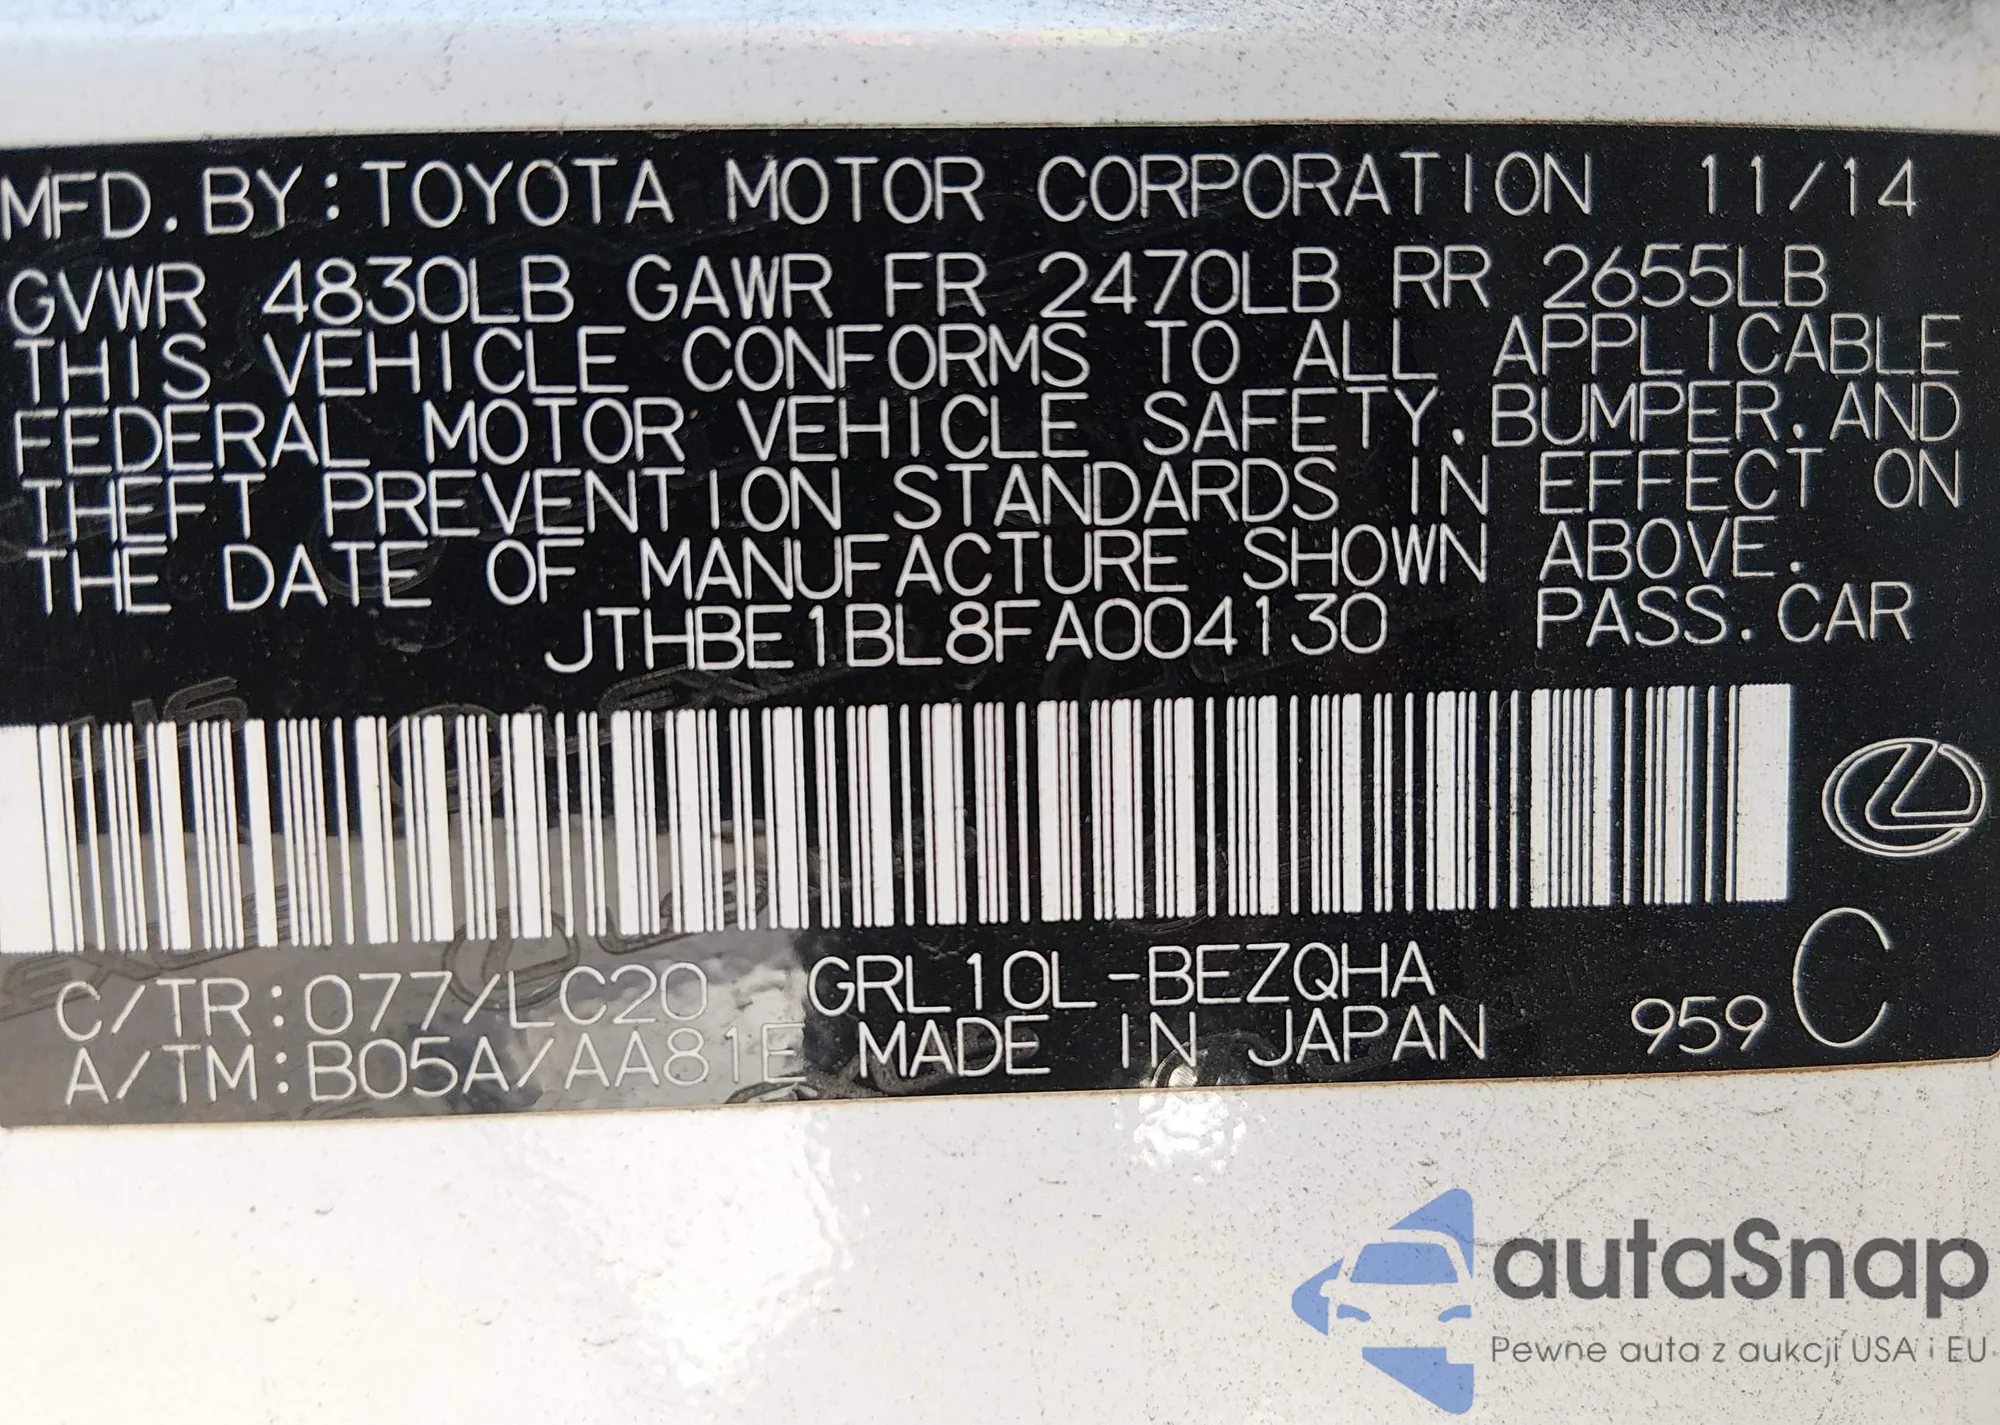 MFD. BY: TOYOTA MOTOR CORPORATION 11/14
GVWR 4830LB GAWR FR 2470LB RR 2655LB
THIS VEHICLE CONFORMS TO ALL APPLICABLE
FEDERAL MOTOR VEHICLE SAFETY, BUMPER, AND
THEFT PREVENTION STANDARDS IN EFFECT ON
THE DATE OF MANUFACTURE SHOWN ABOVE.
JTHBE1BL8FA004130 PASS. CAR
C/TR: 077/LC20 GRL10L-BEZQHA
A/TM: B05A/AA81E MADE IN JAPAN 959 C
autaSnap
Pewne auta z aukcji USA i EU